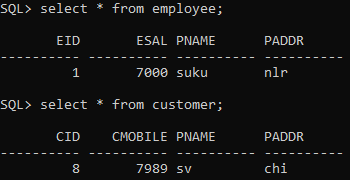 SQL> select * from employee;
EID ESAL PNAME PADDR
---------- ---------- ---------- ----------
1 7000 suku nlr
SQL> select * from customer;
CID CMOBILE PNAME PADDR
---------- ---------- ---------- ----------
8 7989 sv chi